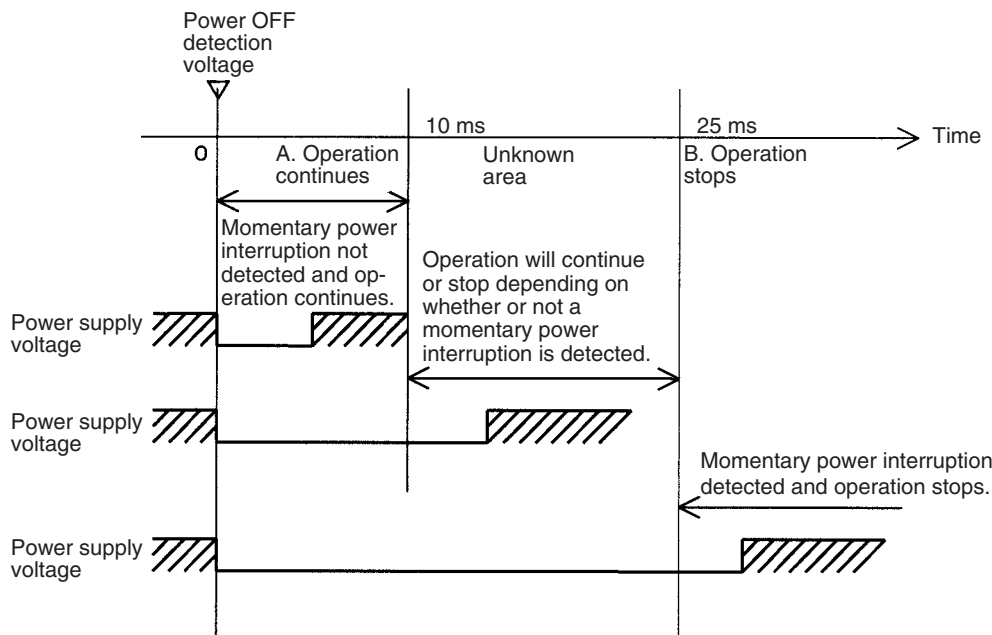 Power OFF
detection
voltage
10 ms
25 ms
Time
0
A. Operation
continues
Unknown
area
B. Operation
stops
Momentary power
interruption not
detected and op-
eration continues.
Operation will continue
or stop depending on
whether or not a
momentary power
interruption is detected.
Power supply
voltage
Power supply
voltage
Momentary power interruption
detected and operation stops.
Power supply
voltage